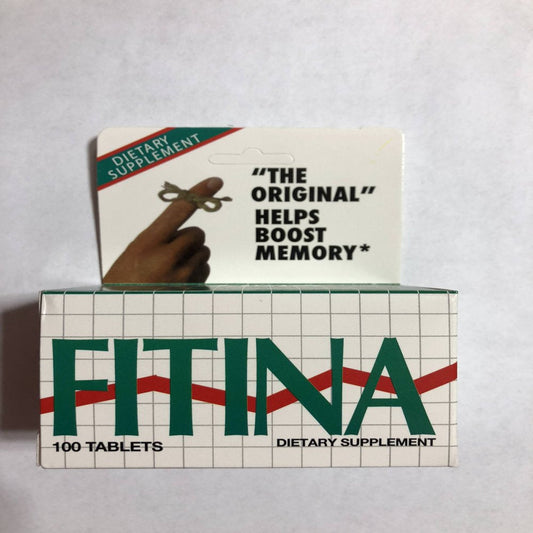 DIETARY
SUPPLEMENT
"THE
ORIGINAL"
HELPS
BOOST
MEMORY*
FITINA
100 TABLETS
DIETARY SUPPLEMENT